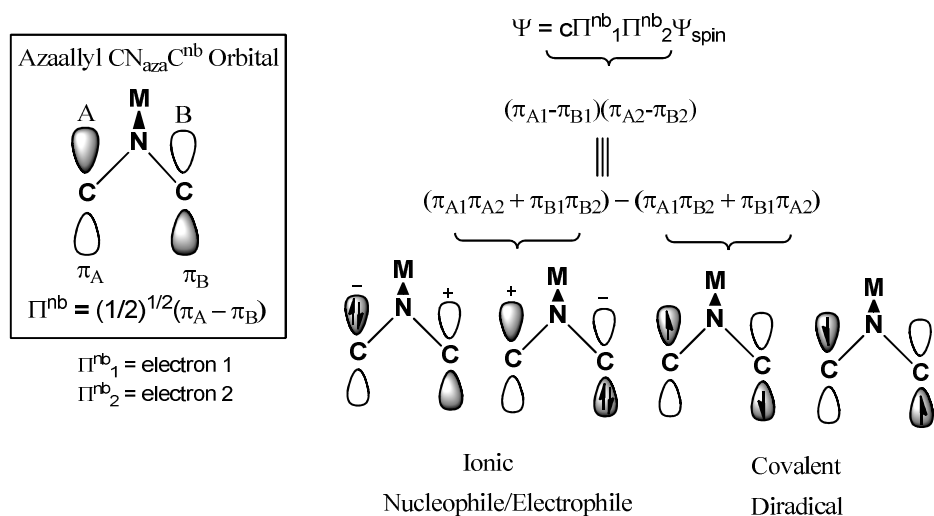 Azaallyl CN_aza C^nb Orbital
M
A
B
N
C
C
π_A
π_B
Π^nb = (1/2)^1/2(π_A – π_B)
Π^nb_1 = electron 1
Π^nb_2 = electron 2
Ψ = cΠ^nb_1Π^nb_2Ψ_spin
(π_A1-π_B1)(π_A2-π_B2)
(π_A1π_A2 + π_B1π_B2) – (π_A1π_B2 + π_B1π_A2)
M
M
M
M
– + + –
N
N
N
N
C C C C C C C C
Ionic
Nucleophile/Electrophile
Covalent
Diradical